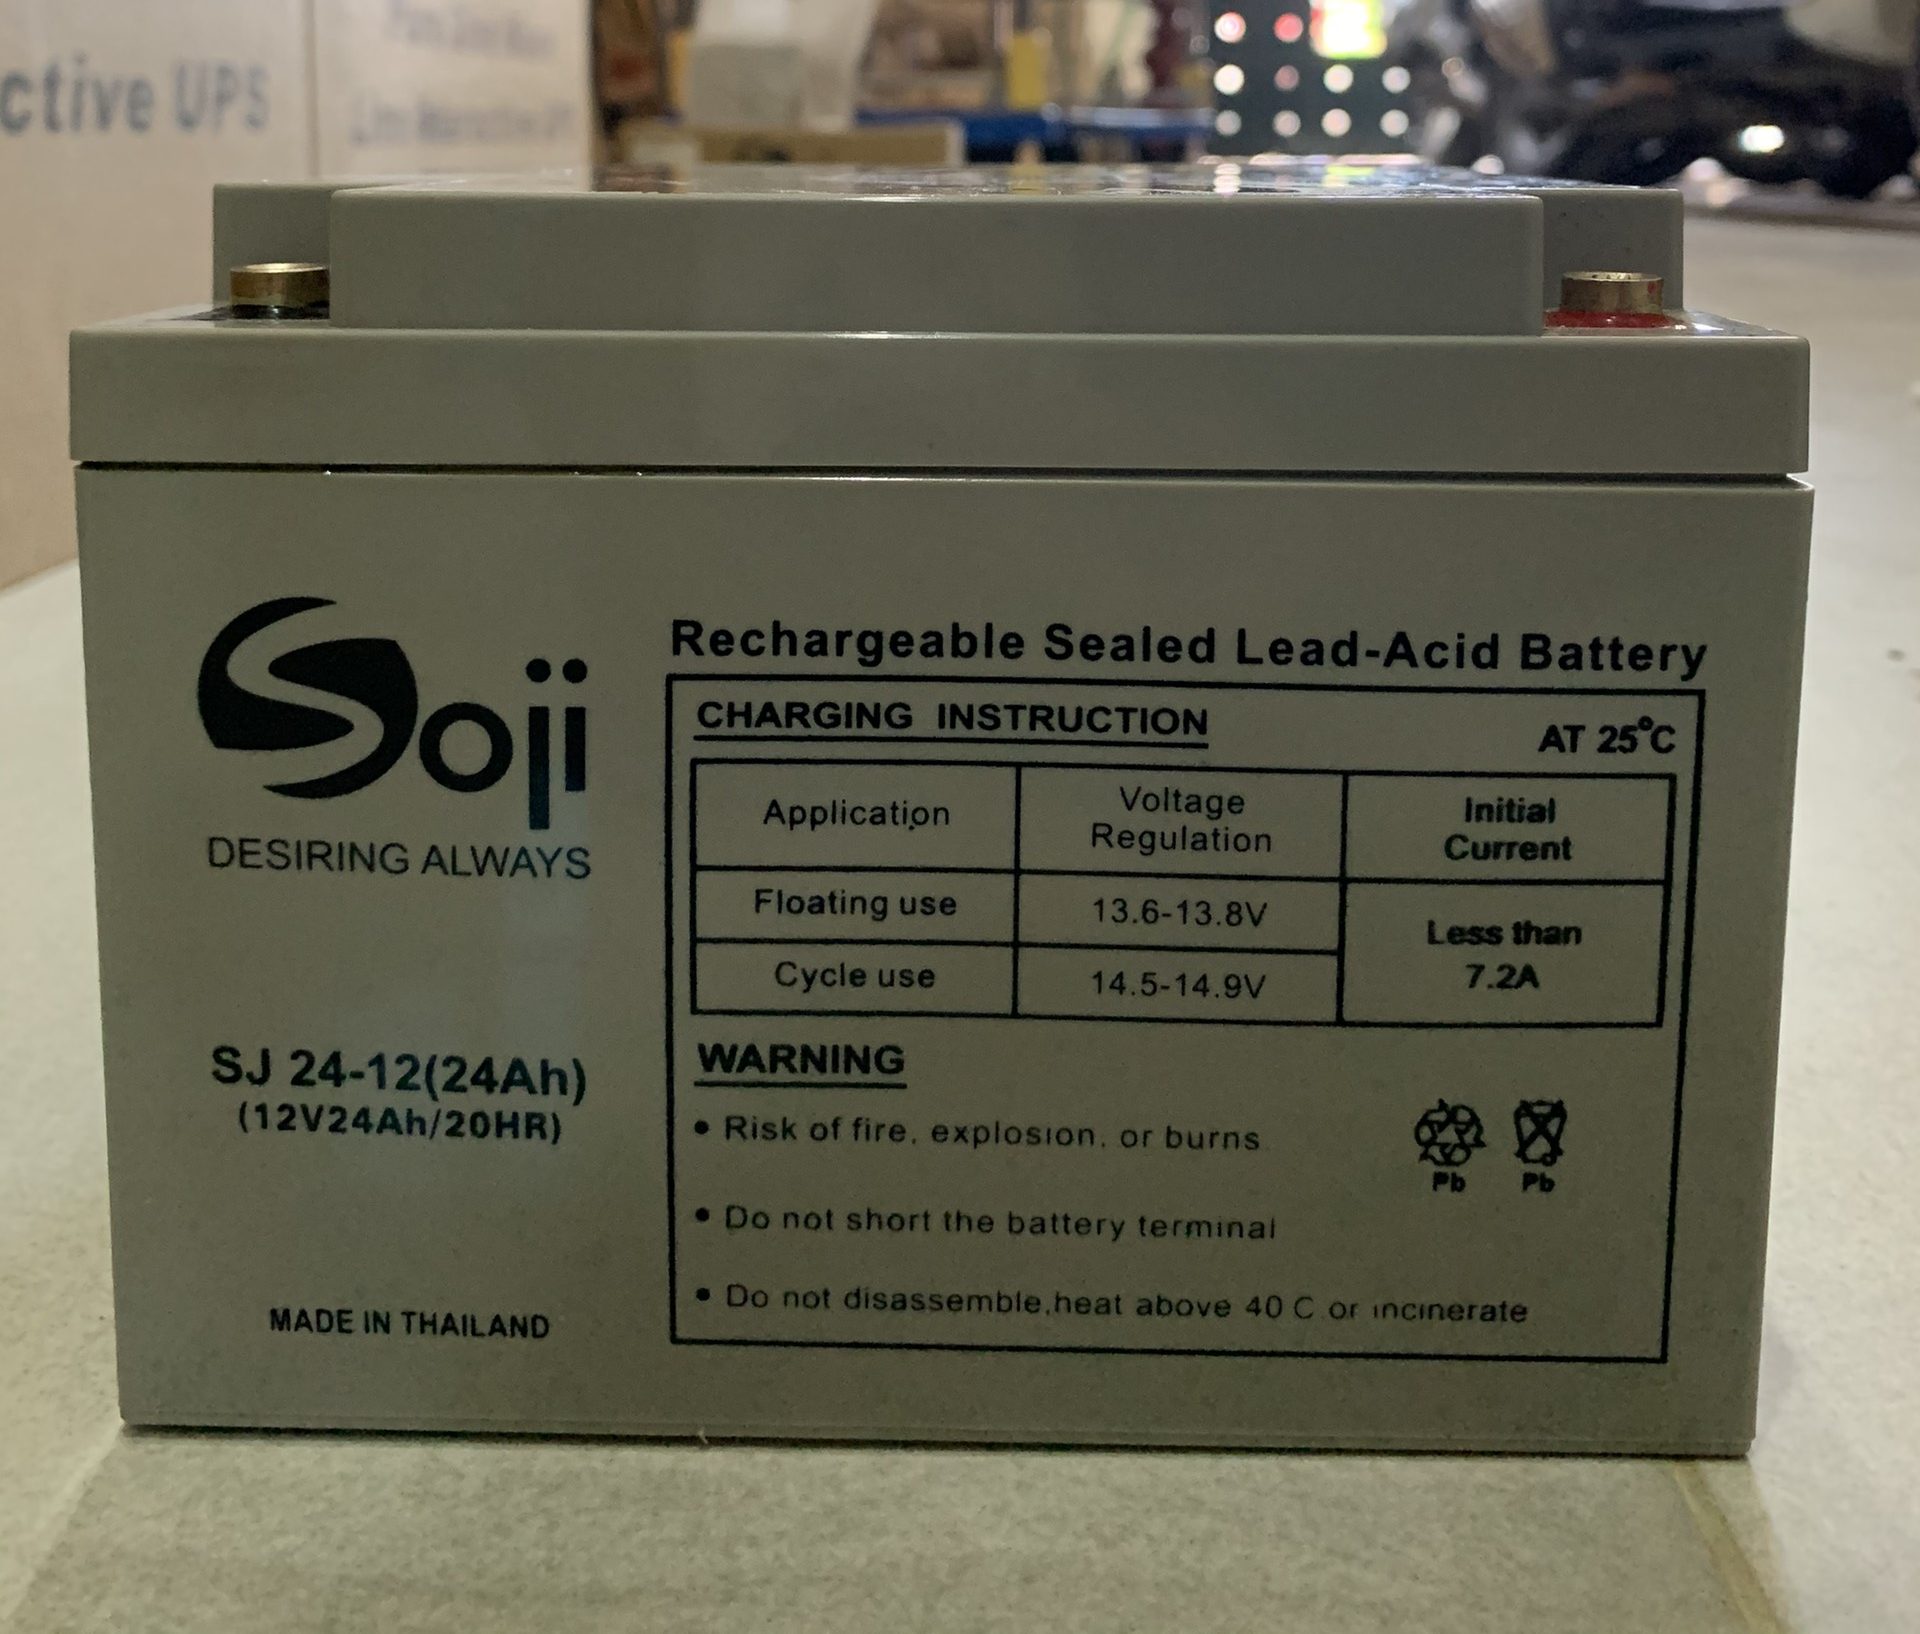 ctive UPS
Soji
DESIRING ALWAYS
SJ 24-12(24Ah)
(12V24Ah/20HR)
MADE IN THAILAND
Rechargeable Sealed Lead-Acid Battery
CHARGING INSTRUCTION
AT 25°C
Application
Voltage
Regulation
Initial
Current
Floating use
13.6-13.8V
Less than
7.2A
Cycle use
14.5-14.9V
WARNING
• Risk of fire, explosion, or burns
Pb
Pb
• Do not short the battery terminal
• Do not disassemble,heat above 40 C or incinerate